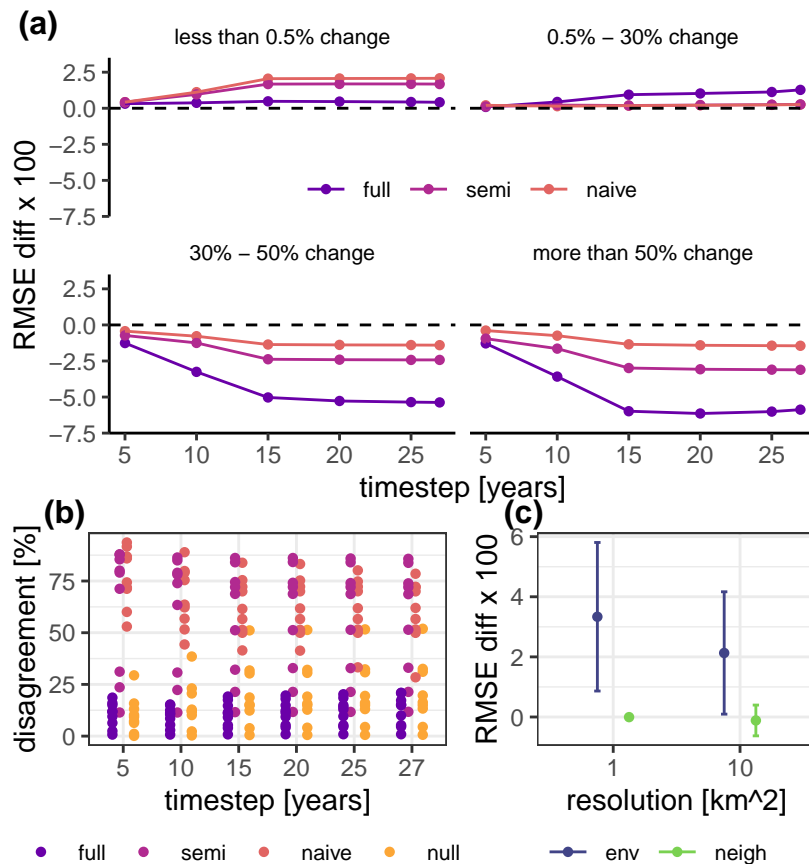 (a)
less than 0.5% change
0.5% − 30% change
RMSE diff x 100
2.5
0.0
−2.5
−5.0
−7.5
full
semi
naive
30% − 50% change
more than 50% change
2.5
0.0
−2.5
−5.0
−7.5
5 10 15 20 25
5 10 15 20 25
timestep [years]
(b)
disagreement [%]
75
50
25
0
5 10 15 20 25 27
timestep [years]
full semi naive null
(c)
RMSE diff x 100
6
4
2
0
1 10
resolution [km^2]
env neigh